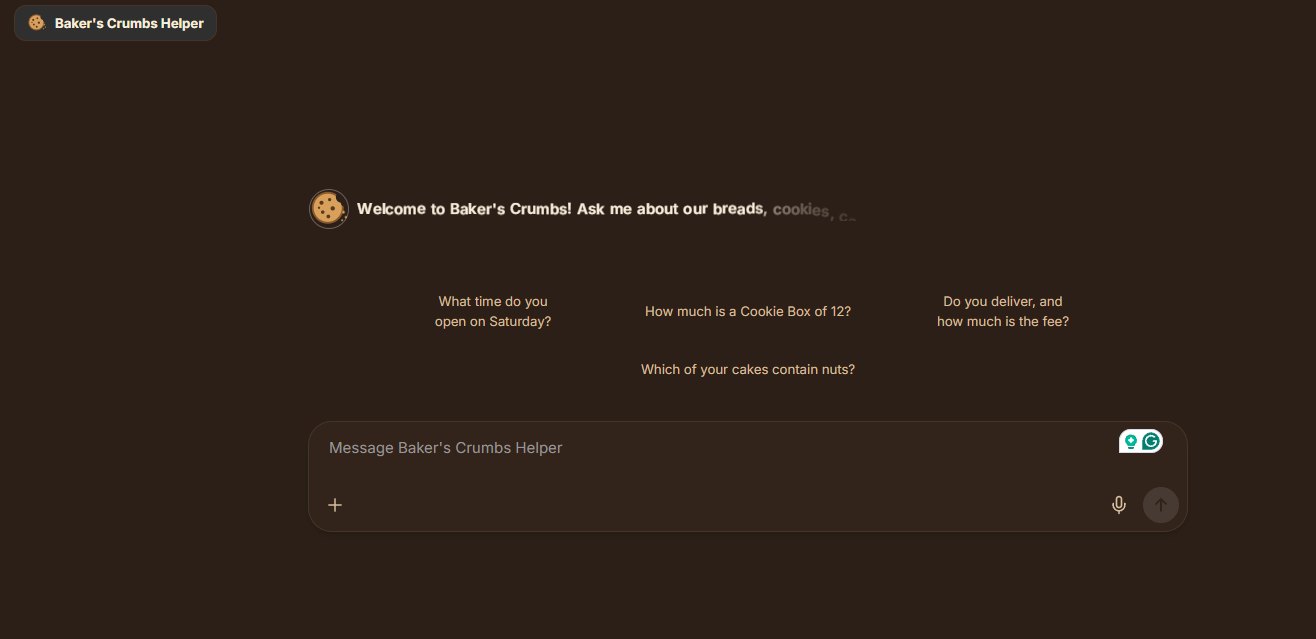 Baker's Crumbs Helper
Welcome to Baker's Crumbs! Ask me about our breads, cookies,
What time do you
open on Saturday?
How much is a Cookie Box of 12?
Do you deliver, and
how much is the fee?
Which of your cakes contain nuts?
Message Baker's Crumbs Helper